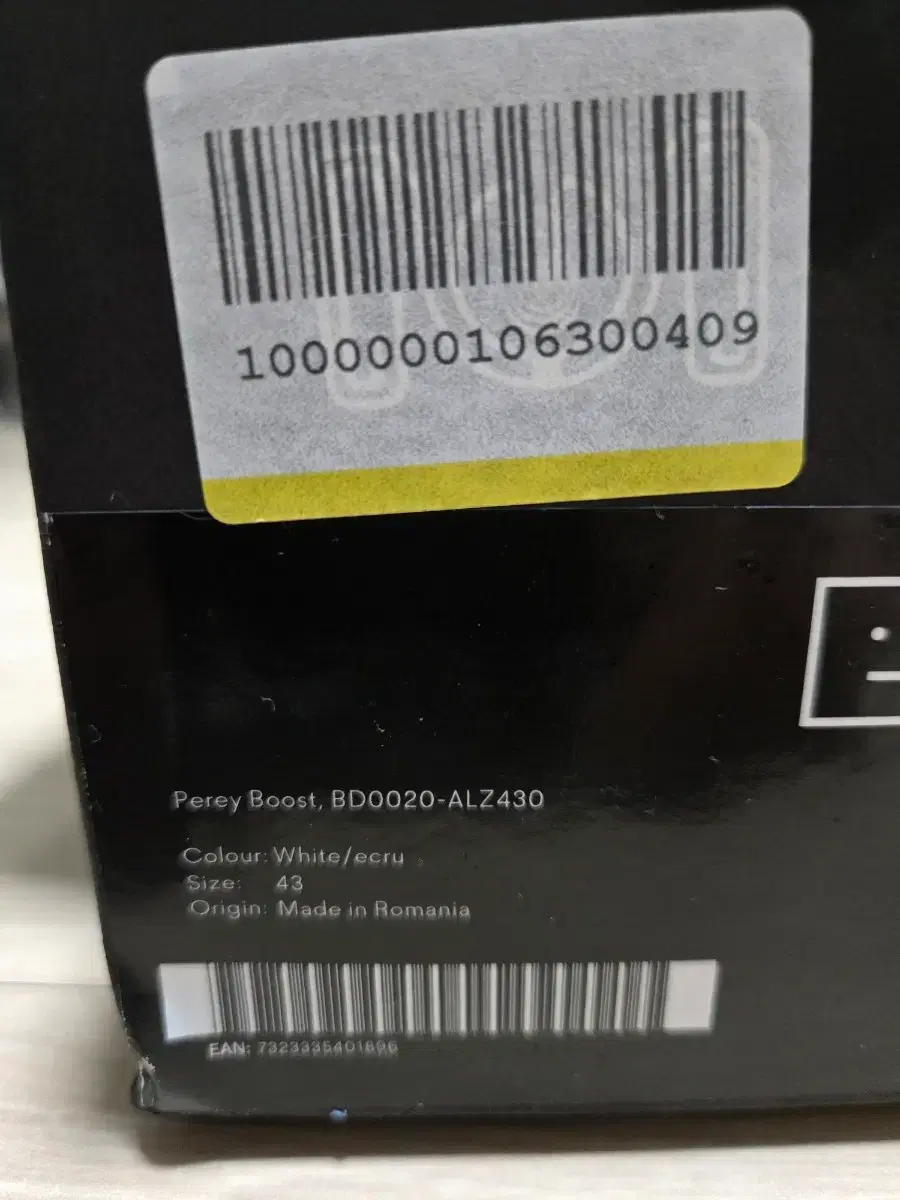 1000000106300409
Perey Boost, BD0020-ALZ430
Colour: White/ecru
Size: 43
Origin: Made in Romania
EAN: 7323335401896